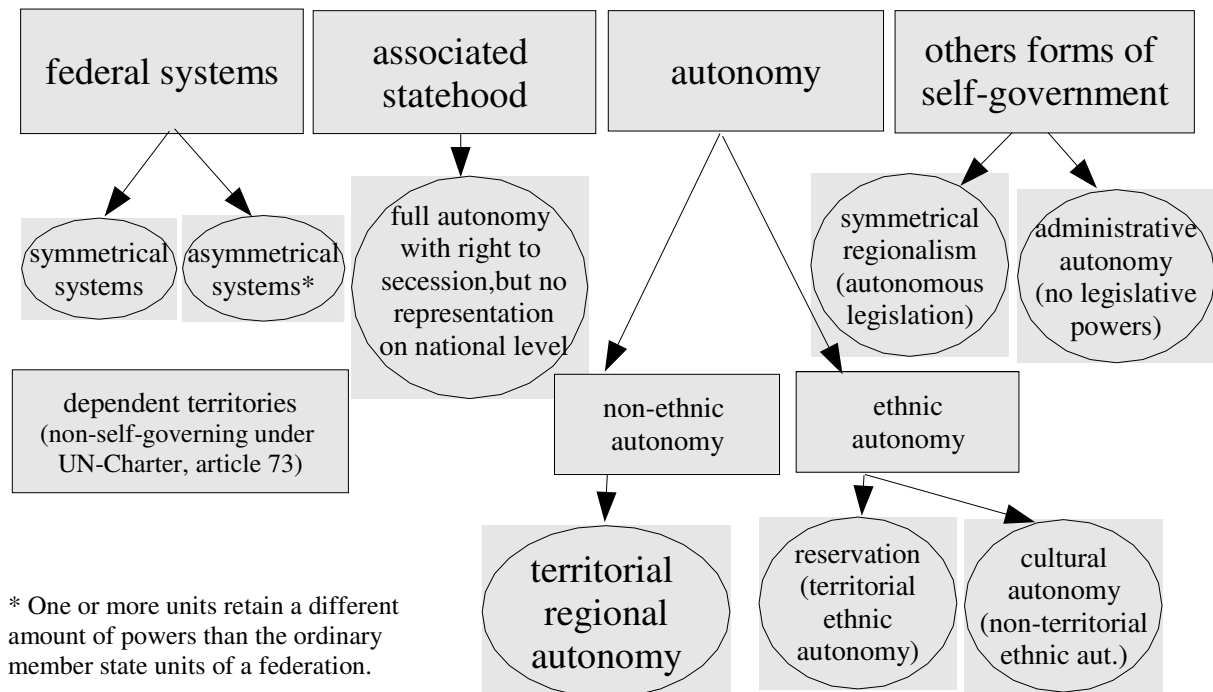 federal systems
associated
statehood
autonomy
others forms of
self-government
symmetrical
systems
asymmetrical
systems*
full autonomy
with right to
secession,but no
representation
on national level
symmetrical
regionalism
(autonomous
legislation)
administrative
autonomy
(no legislative
powers)
dependent territories
(non-self-governing under
UN-Charter, article 73)
non-ethnic
autonomy
ethnic
autonomy
territorial
regional
autonomy
reservation
(territorial
ethnic
autonomy)
cultural
autonomy
(non-territorial
ethnic aut.)
* One or more units retain a different
amount of powers than the ordinary
member state units of a federation.